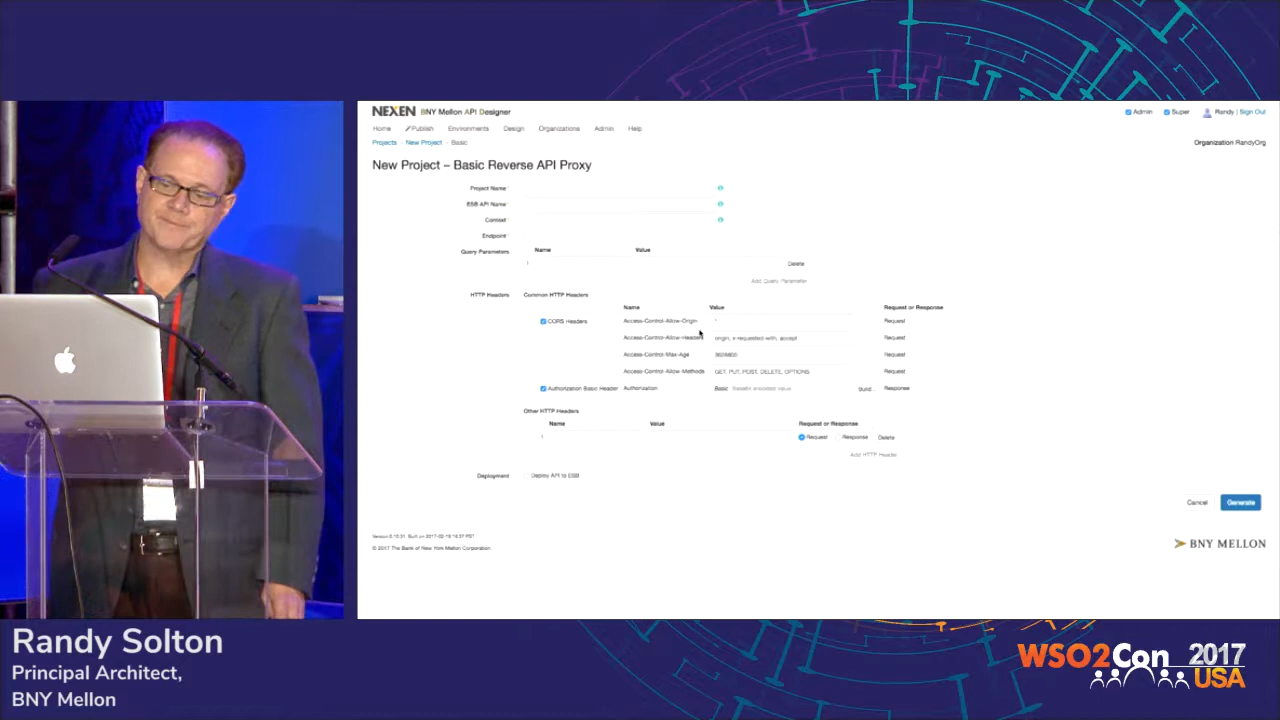 NEXEN BNY Mellon API Designer
Admin Super Randy | Sign Out
Home Publish Environments Design Organizations Admin Help
Projects New Project Basic
Organization RandyOrg
New Project – Basic Reverse API Proxy
Project Name*
ESB API Name*
Context*
Endpoint*
Query Parameters Name Value
1 Delete
Add Query Parameter
HTTP Headers Common HTTP Headers
Name Value Request or Response
CORS Headers Access-Control-Allow-Origin * Request
Access-Control-Allow-Headers origin, x-requested-with, accept Request
Access-Control-Max-Age 3628800 Request
Access-Control-Allow-Methods GET, PUT, POST, DELETE, OPTIONS Request
Authorization Basic Header Authorization Basic Base64 encoded value Build... Response
Other HTTP Headers
Name Value Request or Response
1 Request Response Delete
Add HTTP Header
Deployment Deploy API to ESB
Cancel Generate
© 2017 The Bank of New York Mellon Corporation.
BNY MELLON
Randy Solton
Principal Architect,
BNY Mellon
WSO2Con 2017
USA